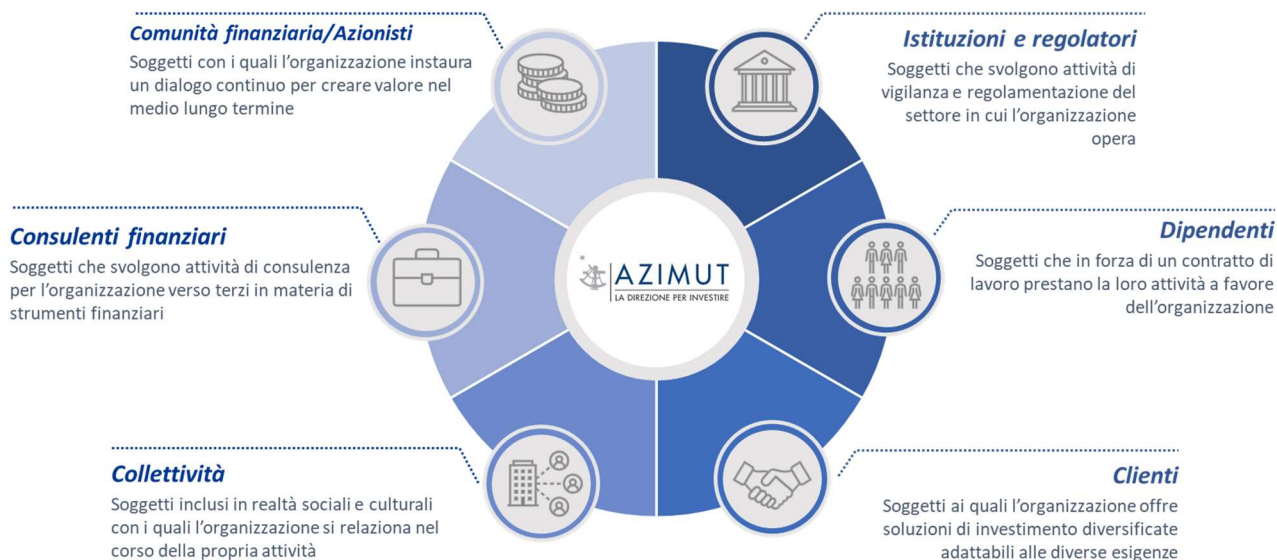 Comunità finanziaria/Azionisti
Soggetti con i quali l'organizzazione instaura
un dialogo continuo per creare valore nel
medio lungo termine
Istituzioni e regolatori
Soggetti che svolgono attività di
vigilanza e regolamentazione del
settore in cui l'organizzazione
opera
Consulenti finanziari
Soggetti che svolgono attività di consulenza
per l'organizzazione verso terzi in materia di
strumenti finanziari
AZIMUT
LA DIREZIONE PER INVESTIRE
Dipendenti
Soggetti che in forza di un contratto di
lavoro prestano la loro attività a favore
dell'organizzazione
Collettività
Soggetti inclusi in realtà sociali e culturali
con i quali l'organizzazione si relaziona nel
corso della propria attività
Clienti
Soggetti ai quali l'organizzazione offre
soluzioni di investimento diversificate
adattabili alle diverse esigenze